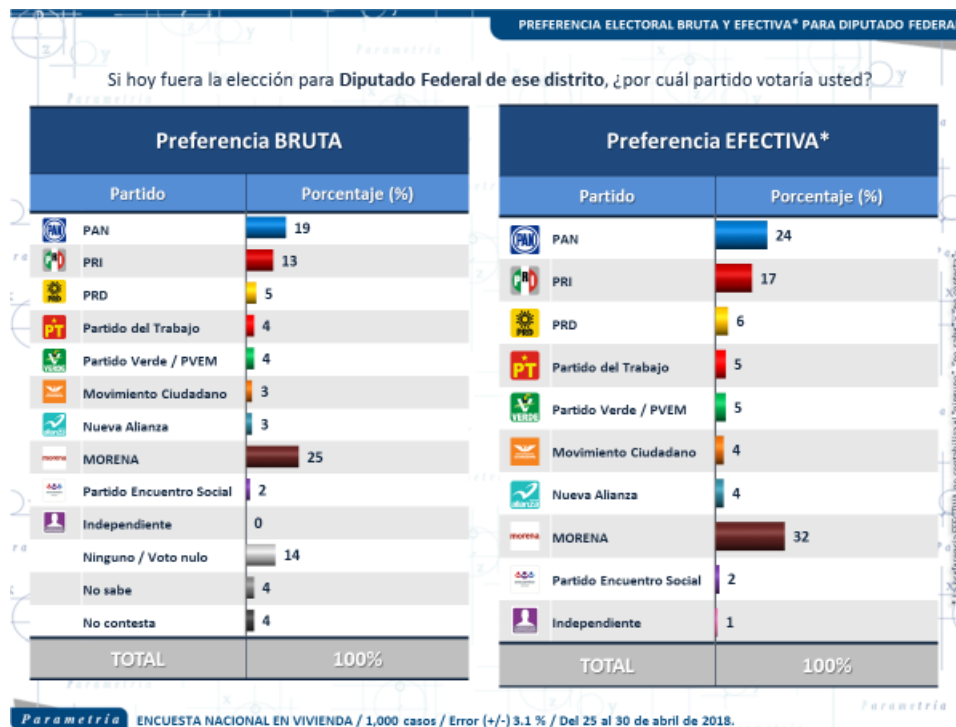 PREFERENCIA ELECTORAL BRUTA Y EFECTIVA* PARA DIPUTADO FEDERAL
Si hoy fuera la elección para Diputado Federal de ese distrito, ¿por cuál partido votaría usted?
Preferencia BRUTA
Partido Porcentaje (%)
PAN 19
PRI 13
PRD 5
Partido del Trabajo 4
Partido Verde / PVEM 4
Movimiento Ciudadano 3
Nueva Alianza 3
MORENA 25
Partido Encuentro Social 2
Independiente 0
Ninguno / Voto nulo 14
No sabe 4
No contesta 4
TOTAL 100%
Preferencia EFECTIVA*
Partido Porcentaje (%)
PAN 24
PRI 17
PRD 6
Partido del Trabajo 5
Partido Verde / PVEM 5
Movimiento Ciudadano 4
Nueva Alianza 4
MORENA 32
Partido Encuentro Social 2
Independiente 1
TOTAL 100%
Parametría ENCUESTA NACIONAL EN VIVIENDA / 1,000 casos / Error (+/-) 3.1 % / Del 25 al 30 de abril de 2018.